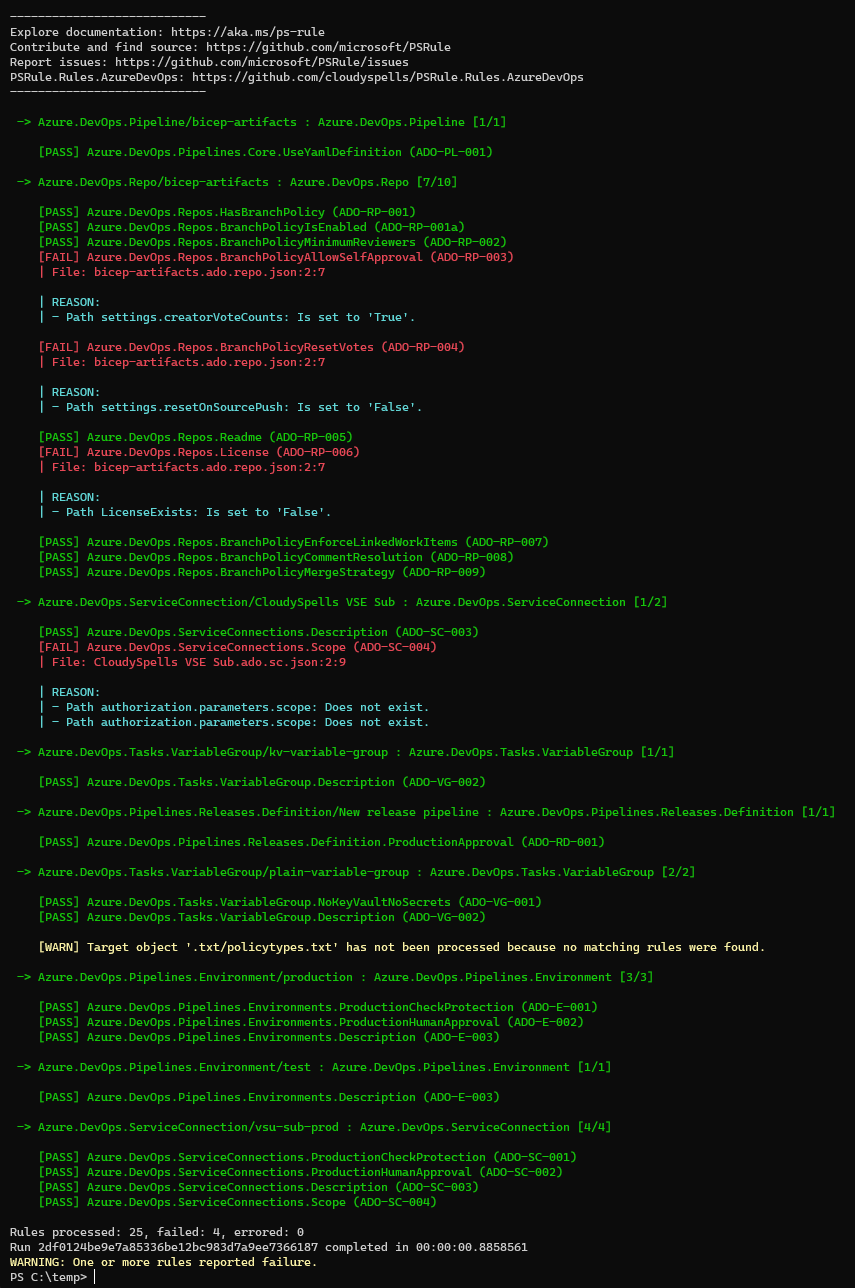 ----------------------------
Explore documentation: https://aka.ms/ps-rule
Contribute and find source: https://github.com/microsoft/PSRule
Report issues: https://github.com/microsoft/PSRule/issues
PSRule.Rules.AzureDevOps: https://github.com/cloudyspells/PSRule.Rules.AzureDevOps
----------------------------
-> Azure.DevOps.Pipeline/bicep-artifacts : Azure.DevOps.Pipeline [1/1]
[PASS] Azure.DevOps.Pipelines.Core.UseYamlDefinition (ADO-PL-001)
-> Azure.DevOps.Repo/bicep-artifacts : Azure.DevOps.Repo [7/10]
[PASS] Azure.DevOps.Repos.HasBranchPolicy (ADO-RP-001)
[PASS] Azure.DevOps.Repos.BranchPolicyIsEnabled (ADO-RP-001a)
[PASS] Azure.DevOps.Repos.BranchPolicyMinimumReviewers (ADO-RP-002)
[FAIL] Azure.DevOps.Repos.BranchPolicyAllowSelfApproval (ADO-RP-003)
| File: bicep-artifacts.ado.repo.json:2:7
| REASON:
| - Path settings.creatorVoteCounts: Is set to 'True'.
[FAIL] Azure.DevOps.Repos.BranchPolicyResetVotes (ADO-RP-004)
| File: bicep-artifacts.ado.repo.json:2:7
| REASON:
| - Path settings.resetOnSourcePush: Is set to 'False'.
[PASS] Azure.DevOps.Repos.Readme (ADO-RP-005)
[FAIL] Azure.DevOps.Repos.License (ADO-RP-006)
| File: bicep-artifacts.ado.repo.json:2:7
| REASON:
| - Path LicenseExists: Is set to 'False'.
[PASS] Azure.DevOps.Repos.BranchPolicyEnforceLinkedWorkItems (ADO-RP-007)
[PASS] Azure.DevOps.Repos.BranchPolicyCommentResolution (ADO-RP-008)
[PASS] Azure.DevOps.Repos.BranchPolicyMergeStrategy (ADO-RP-009)
-> Azure.DevOps.ServiceConnection/CloudySpells VSE Sub : Azure.DevOps.ServiceConnection [1/2]
[PASS] Azure.DevOps.ServiceConnections.Description (ADO-SC-003)
[FAIL] Azure.DevOps.ServiceConnections.Scope (ADO-SC-004)
| File: CloudySpells VSE Sub.ado.sc.json:2:9
| REASON:
| - Path authorization.parameters.scope: Does not exist.
| - Path authorization.parameters.scope: Does not exist.
-> Azure.DevOps.Tasks.VariableGroup/kv-variable-group : Azure.DevOps.Tasks.VariableGroup [1/1]
[PASS] Azure.DevOps.Tasks.VariableGroup.Description (ADO-VG-002)
-> Azure.DevOps.Pipelines.Releases.Definition/New release pipeline : Azure.DevOps.Pipelines.Releases.Definition [1/1]
[PASS] Azure.DevOps.Pipelines.Releases.Definition.ProductionApproval (ADO-RD-001)
-> Azure.DevOps.Tasks.VariableGroup/plain-variable-group : Azure.DevOps.Tasks.VariableGroup [2/2]
[PASS] Azure.DevOps.Tasks.VariableGroup.NoKeyVaultNoSecrets (ADO-VG-001)
[PASS] Azure.DevOps.Tasks.VariableGroup.Description (ADO-VG-002)
[WARN] Target object '.txt/policytypes.txt' has not been processed because no matching rules were found.
-> Azure.DevOps.Pipelines.Environment/production : Azure.DevOps.Pipelines.Environment [3/3]
[PASS] Azure.DevOps.Pipelines.Environments.ProductionCheckProtection (ADO-E-001)
[PASS] Azure.DevOps.Pipelines.Environments.ProductionHumanApproval (ADO-E-002)
[PASS] Azure.DevOps.Pipelines.Environments.Description (ADO-E-003)
-> Azure.DevOps.Pipelines.Environment/test : Azure.DevOps.Pipelines.Environment [1/1]
[PASS] Azure.DevOps.Pipelines.Environments.Description (ADO-E-003)
-> Azure.DevOps.ServiceConnection/vsu-sub-prod : Azure.DevOps.ServiceConnection [4/4]
[PASS] Azure.DevOps.ServiceConnections.ProductionCheckProtection (ADO-SC-001)
[PASS] Azure.DevOps.ServiceConnections.ProductionHumanApproval (ADO-SC-002)
[PASS] Azure.DevOps.ServiceConnections.Description (ADO-SC-003)
[PASS] Azure.DevOps.ServiceConnections.Scope (ADO-SC-004)
Rules processed: 25, failed: 4, errored: 0
Run 2df0124be9e7a85336be12bc983d7a9ee7366187 completed in 00:00:00.8858561
WARNING: One or more rules reported failure.
PS C:\temp>